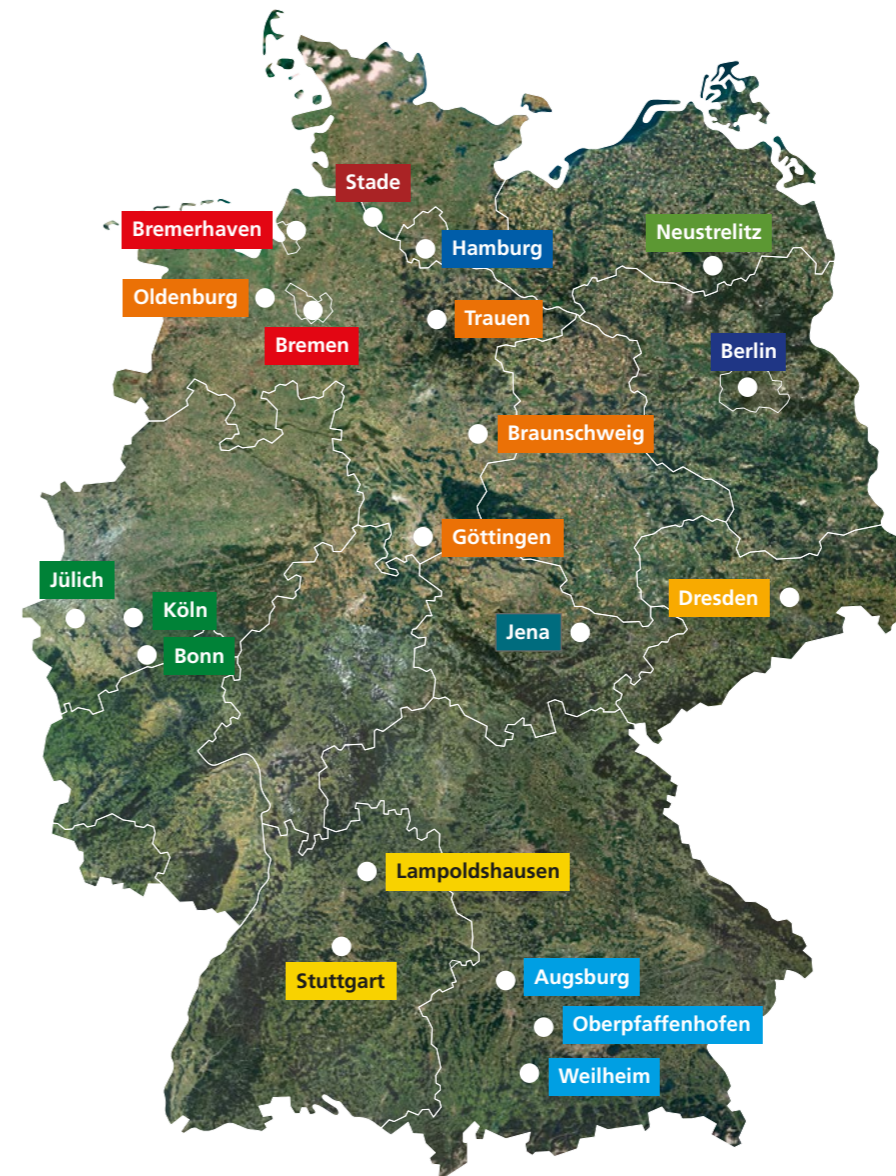 Stade
Bremerhaven
Hamburg
Neustrelitz
Oldenburg
Trauen
Bremen
Berlin
Braunschweig
Göttingen
Jülich
Köln
Dresden
Jena
Bonn
Lampoldshausen
Stuttgart
Augsburg
Oberpfaffenhofen
Weilheim